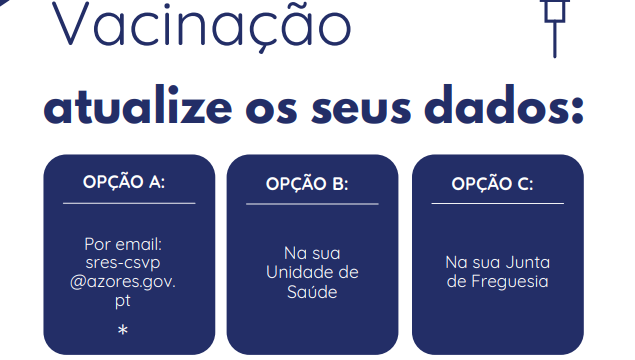 Vacinação
atualize os seus dados:
OPÇÃO A:
Por email:
sres-csvp
@azores.gov.
pt
*
OPÇÃO B:
Na sua
Unidade de
Saúde
OPÇÃO C:
Na sua Junta
de Freguesia